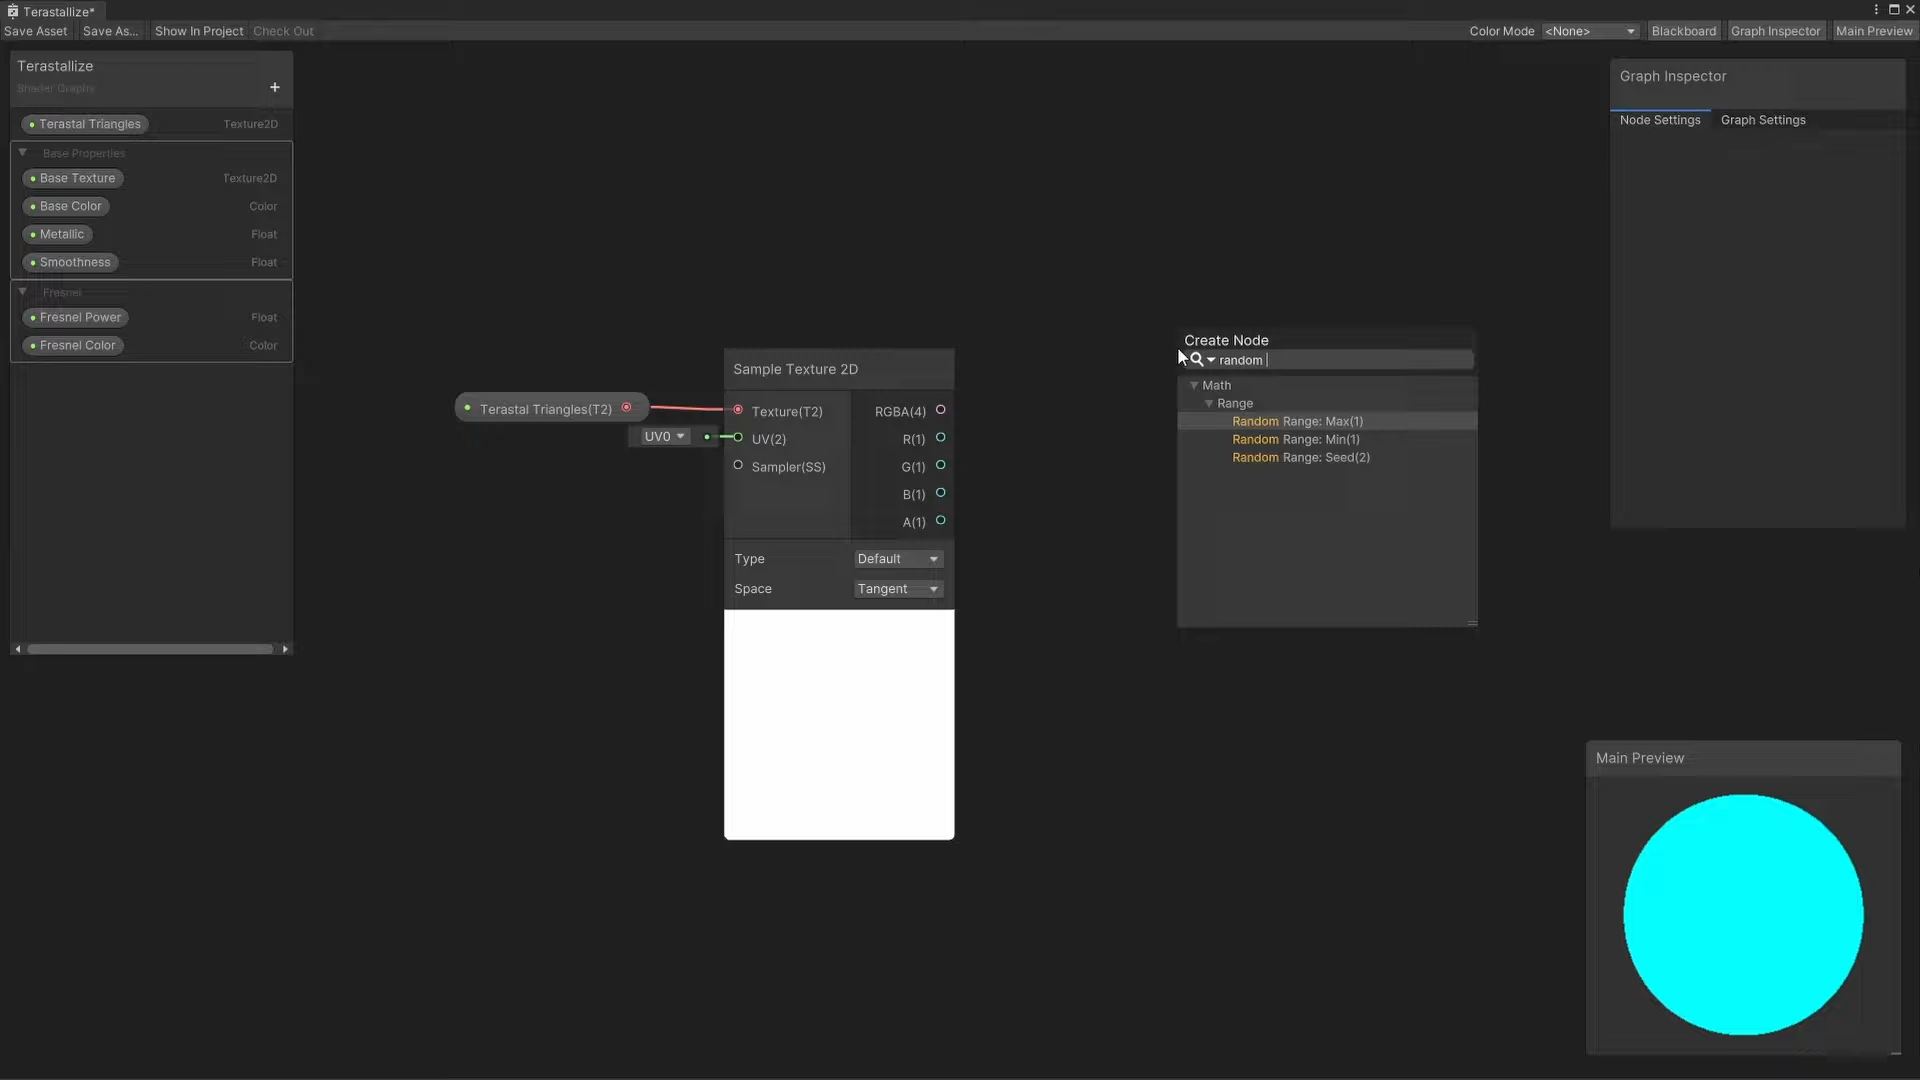 Terastallize*
Save Asset Save As... Show In Project Check Out Color Mode <None> Blackboard Graph Inspector Main Preview
Terastallize
Shader Graphs
+
Terastal Triangles Texture2D
Base Properties
Base Texture Texture2D
Base Color Color
Metallic Float
Smoothness Float
Fresnel
Fresnel Power Float
Fresnel Color Color
Terastal Triangles(T2)
UV0
Sample Texture 2D
Texture(T2) RGBA(4)
UV(2) R(1)
Sampler(SS) G(1)
B(1)
A(1)
Type Default
Space Tangent
Create Node
random
Math
Range
Random Range: Max(1)
Random Range: Min(1)
Random Range: Seed(2)
Graph Inspector
Node Settings Graph Settings
Main Preview